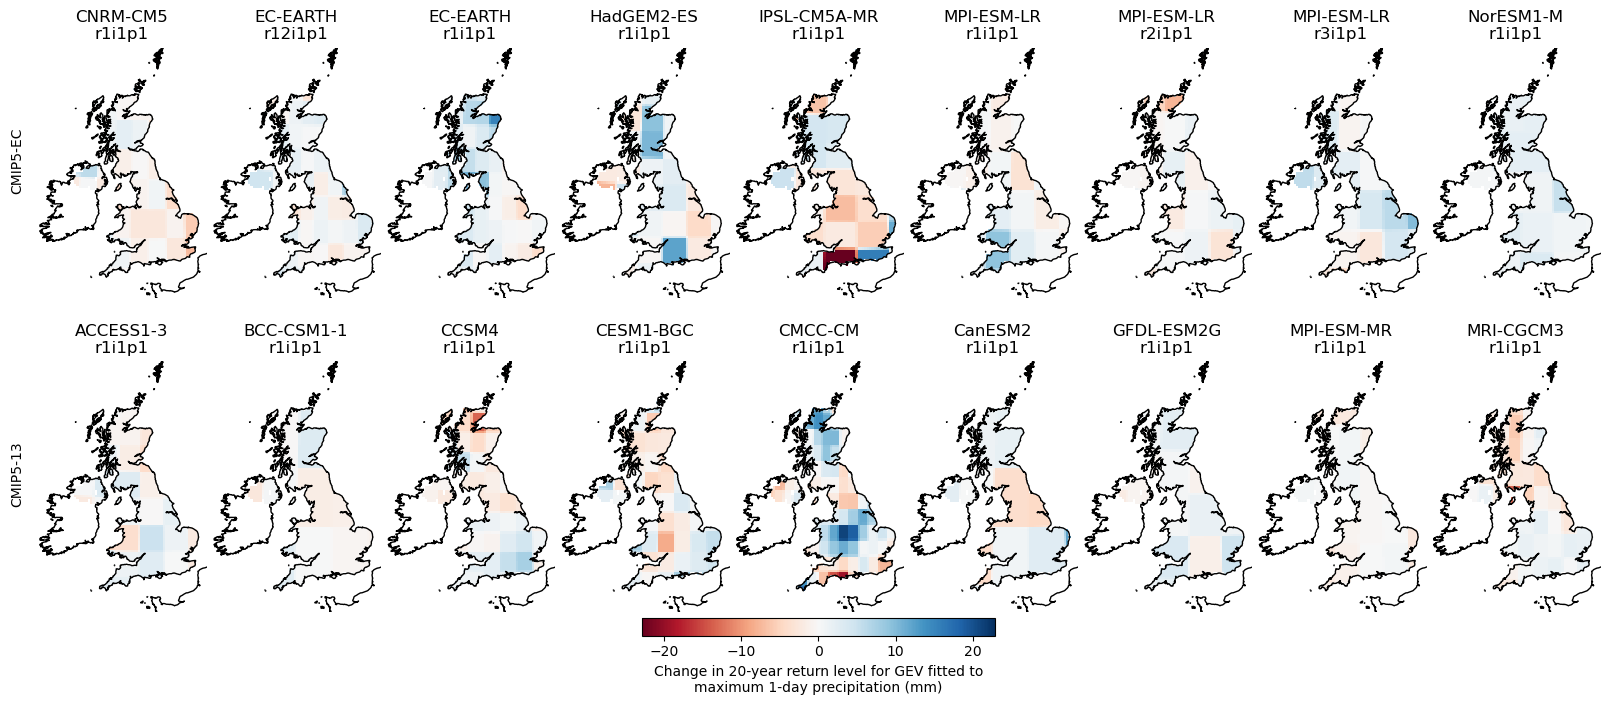 CNRM-CM5 EC-EARTH EC-EARTH HadGEM2-ES IPSL-CM5A-MR MPI-ESM-LR MPI-ESM-LR MPI-ESM-LR NorESM1-M
r1i1p1 r12i1p1 r1i1p1 r1i1p1 r1i1p1 r1i1p1 r2i1p1 r3i1p1 r1i1p1
CMIP5-EC
ACCESS1-3 BCC-CSM1-1 CCSM4 CESM1-BGC CMCC-CM CanESM2 GFDL-ESM2G MPI-ESM-MR MRI-CGCM3
r1i1p1 r1i1p1 r1i1p1 r1i1p1 r1i1p1 r1i1p1 r1i1p1 r1i1p1 r1i1p1
CMIP5-13
−20 −10 0 10 20
Change in 20-year return level for GEV fitted to
maximum 1-day precipitation (mm)